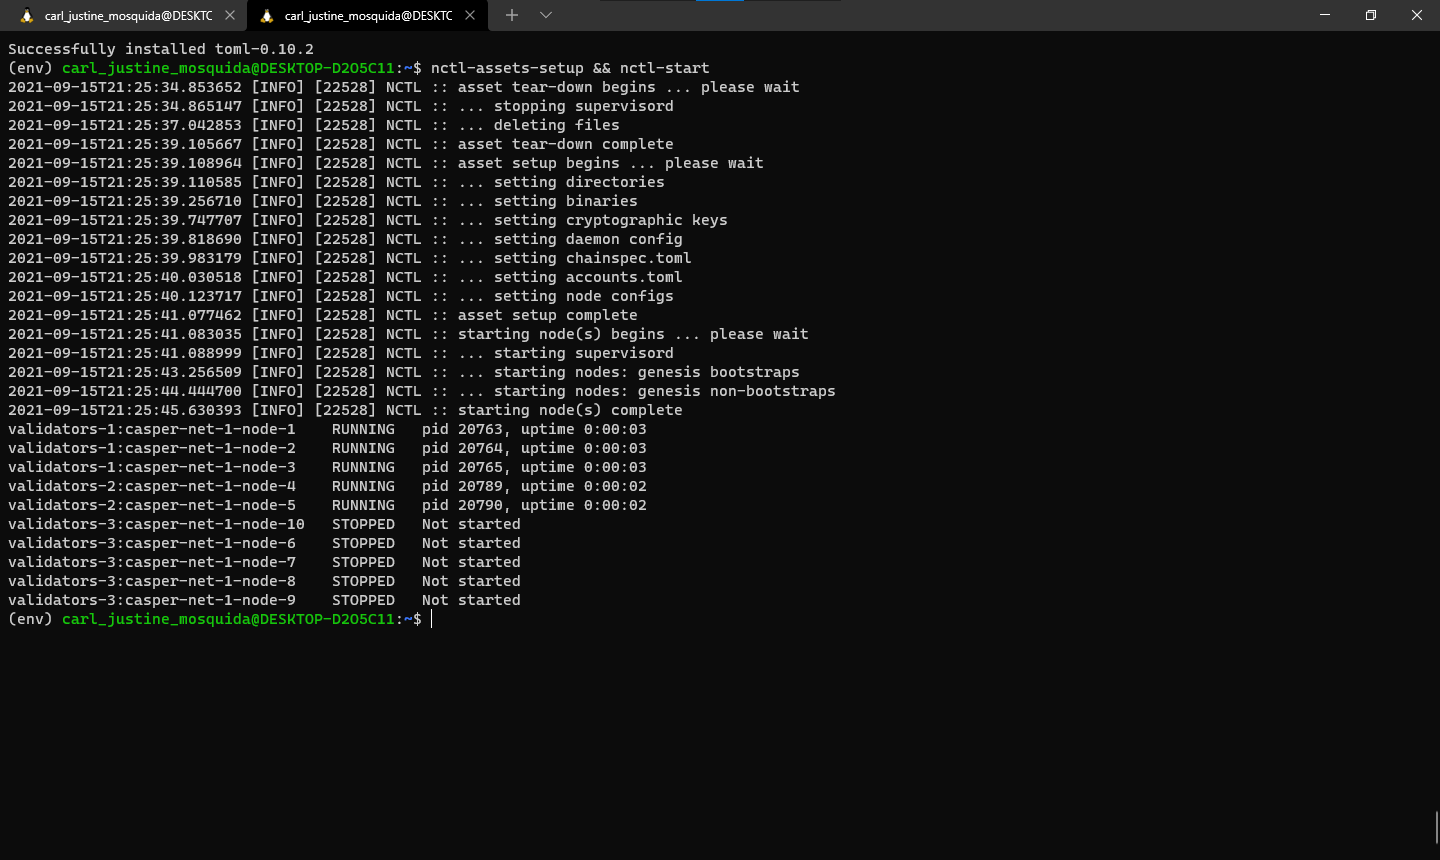 carl_justine_mosquida@DESKTC
carl_justine_mosquida@DESKTC
Successfully installed toml-0.10.2
(env) carl_justine_mosquida@DESKTOP-D2O5C11:~$ nctl-assets-setup && nctl-start
2021-09-15T21:25:34.853652 [INFO] [22528] NCTL :: asset tear-down begins ... please wait
2021-09-15T21:25:34.865147 [INFO] [22528] NCTL :: ... stopping supervisord
2021-09-15T21:25:37.042853 [INFO] [22528] NCTL :: ... deleting files
2021-09-15T21:25:39.105667 [INFO] [22528] NCTL :: asset tear-down complete
2021-09-15T21:25:39.108964 [INFO] [22528] NCTL :: asset setup begins ... please wait
2021-09-15T21:25:39.110585 [INFO] [22528] NCTL :: ... setting directories
2021-09-15T21:25:39.256710 [INFO] [22528] NCTL :: ... setting binaries
2021-09-15T21:25:39.747707 [INFO] [22528] NCTL :: ... setting cryptographic keys
2021-09-15T21:25:39.818690 [INFO] [22528] NCTL :: ... setting daemon config
2021-09-15T21:25:39.983179 [INFO] [22528] NCTL :: ... setting chainspec.toml
2021-09-15T21:25:40.030518 [INFO] [22528] NCTL :: ... setting accounts.toml
2021-09-15T21:25:40.123717 [INFO] [22528] NCTL :: ... setting node configs
2021-09-15T21:25:41.077462 [INFO] [22528] NCTL :: asset setup complete
2021-09-15T21:25:41.083035 [INFO] [22528] NCTL :: starting node(s) begins ... please wait
2021-09-15T21:25:41.088999 [INFO] [22528] NCTL :: ... starting supervisord
2021-09-15T21:25:43.256509 [INFO] [22528] NCTL :: ... starting nodes: genesis bootstraps
2021-09-15T21:25:44.444700 [INFO] [22528] NCTL :: ... starting nodes: genesis non-bootstraps
2021-09-15T21:25:45.630393 [INFO] [22528] NCTL :: starting node(s) complete
validators-1:casper-net-1-node-1    RUNNING   pid 20763, uptime 0:00:03
validators-1:casper-net-1-node-2    RUNNING   pid 20764, uptime 0:00:03
validators-1:casper-net-1-node-3    RUNNING   pid 20765, uptime 0:00:03
validators-2:casper-net-1-node-4    RUNNING   pid 20789, uptime 0:00:02
validators-2:casper-net-1-node-5    RUNNING   pid 20790, uptime 0:00:02
validators-3:casper-net-1-node-10   STOPPED   Not started
validators-3:casper-net-1-node-6    STOPPED   Not started
validators-3:casper-net-1-node-7    STOPPED   Not started
validators-3:casper-net-1-node-8    STOPPED   Not started
validators-3:casper-net-1-node-9    STOPPED   Not started
(env) carl_justine_mosquida@DESKTOP-D2O5C11:~$